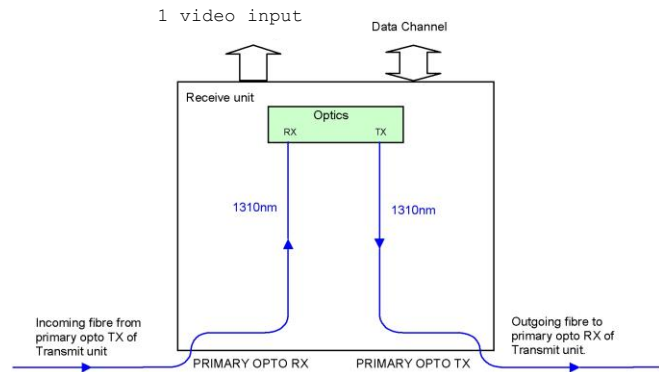 1 video input
Data Channel
Receive unit
Optics
RX
TX
1310nm
1310nm
Incoming fibre from
primary opto TX of
Transmit unit
Outgoing fibre to
primary opto RX of
Transmit unit.
PRIMARY OPTO RX
PRIMARY OPTO TX